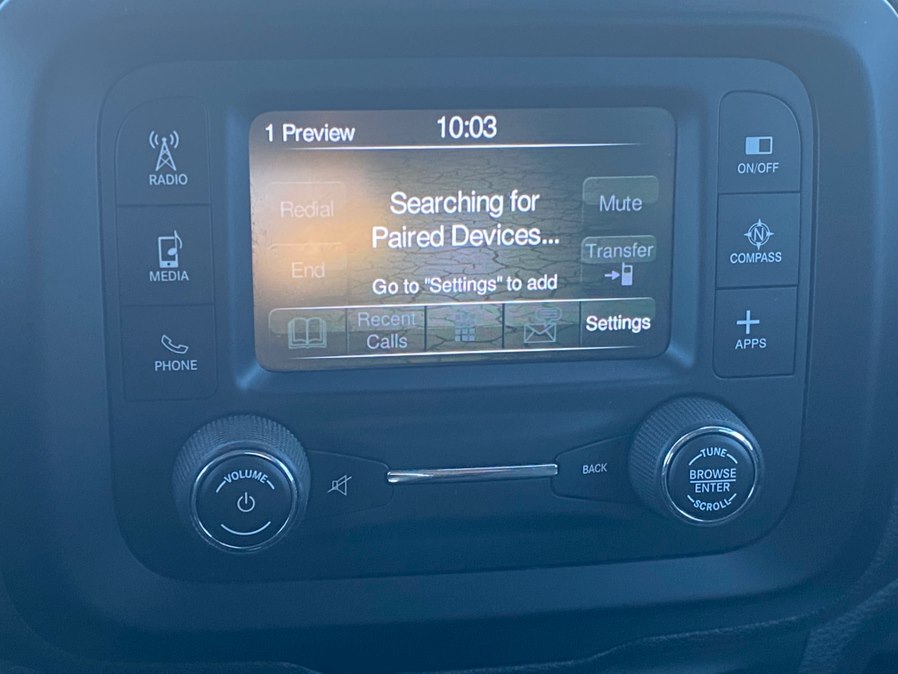 1 Preview 10:03
RADIO
MEDIA
PHONE
Redial
End
Searching for
Paired Devices...
Go to "Settings" to add
Mute
Transfer
Recent
Calls
Settings
ON/OFF
N
COMPASS
APPS
VOLUME
BACK
TUNE
BROWSE
ENTER
SCROLL